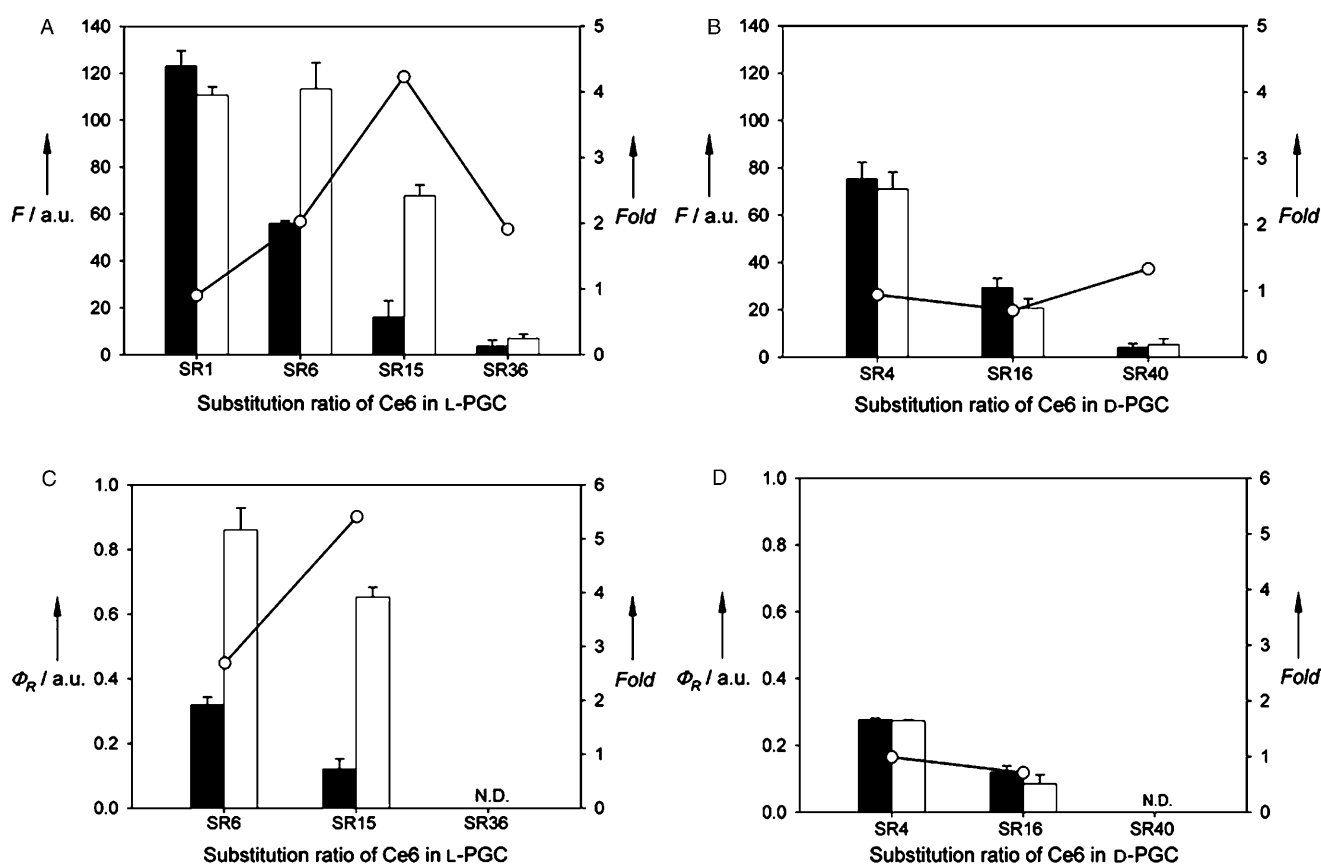 A
140
120
100
80
60
40
20
0
F / a.u.
5
4
3
2
1
0
Fold
SR1 SR6 SR15 SR36
Substitution ratio of Ce6 in L-PGC
B
140
120
100
80
60
40
20
0
F / a.u.
5
4
3
2
1
0
Fold
SR4 SR16 SR40
Substitution ratio of Ce6 in D-PGC
C
1.0
0.8
0.6
0.4
0.2
0.0
ΦR / a.u.
6
5
4
3
2
1
0
Fold
N.D.
SR6 SR15 SR36
Substitution ratio of Ce6 in L-PGC
D
1.0
0.8
0.6
0.4
0.2
0.0
ΦR / a.u.
6
5
4
3
2
1
0
Fold
N.D.
SR4 SR16 SR40
Substitution ratio of Ce6 in D-PGC